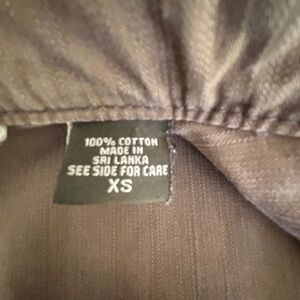 100% COTTON
MADE IN
SRI LANKA
SEE SIDE FOR CARE
XS